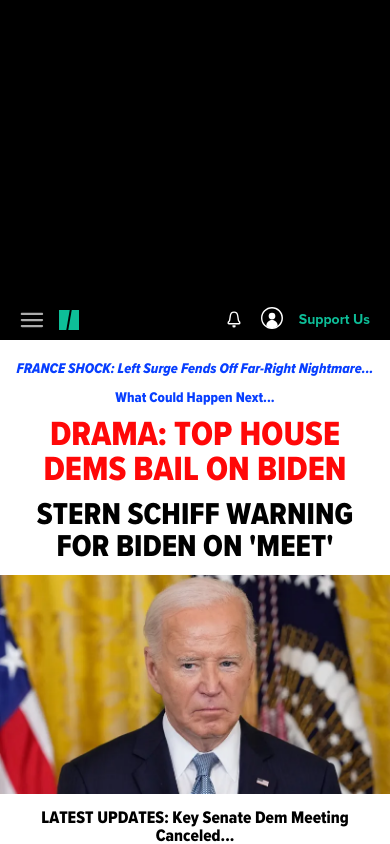 Support Us
FRANCE SHOCK: Left Surge Fends Off Far-Right Nightmare...
What Could Happen Next...
DRAMA: TOP HOUSE
DEMS BAIL ON BIDEN
STERN SCHIFF WARNING
FOR BIDEN ON 'MEET'
LATEST UPDATES: Key Senate Dem Meeting
Canceled...